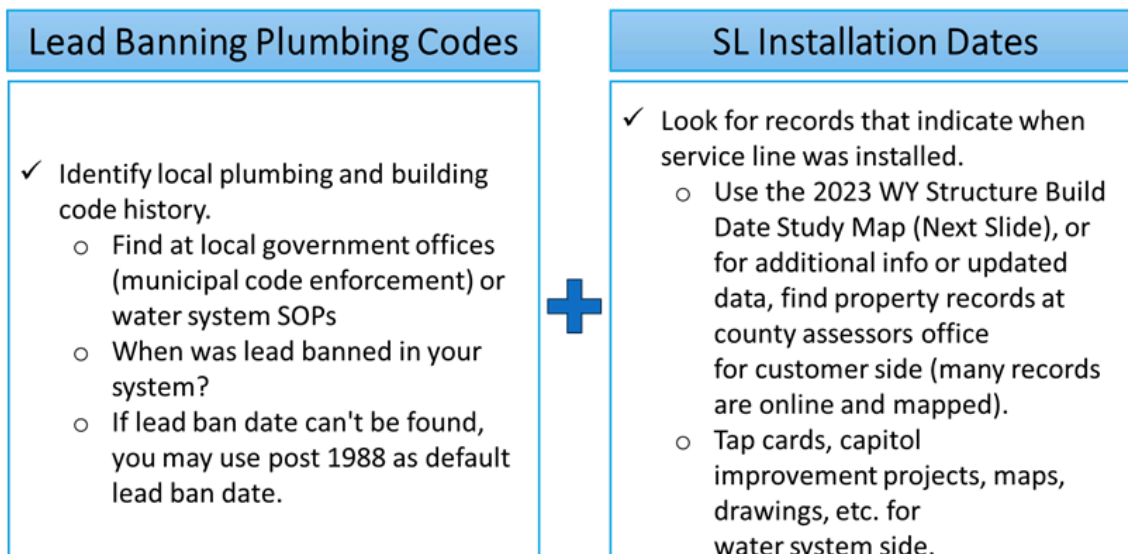 Lead Banning Plumbing Codes
✓ Identify local plumbing and building
code history.
o Find at local government offices
(municipal code enforcement) or
water system SOPs
o When was lead banned in your
system?
o If lead ban date can't be found,
you may use post 1988 as default
lead ban date.
SL Installation Dates
✓ Look for records that indicate when
service line was installed.
o Use the 2023 WY Structure Build
Date Study Map (Next Slide), or
for additional info or updated
data, find property records at
county assessors office
for customer side (many records
are online and mapped).
o Tap cards, capitol
improvement projects, maps,
drawings, etc. for
water system side.